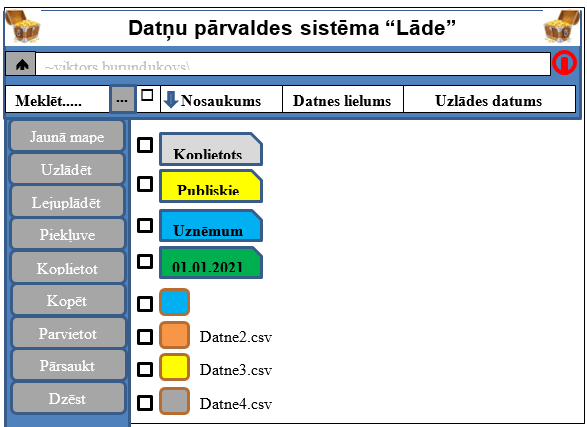 Datņu pārvaldes sistēma “Lāde”
~viktors.burundukovs\
Meklēt..... ... Nosaukums Datnes lielums Uzlādes datums
Jaunā mape
Uzlādēt
Lejuplādēt
Piekļuve
Koplietot
Kopēt
Parvietot
Pārsaukt
Dzēst
Koplietots
Publiskie
Uzņēmum
01.01.2021
Datne2.csv
Datne3.csv
Datne4.csv